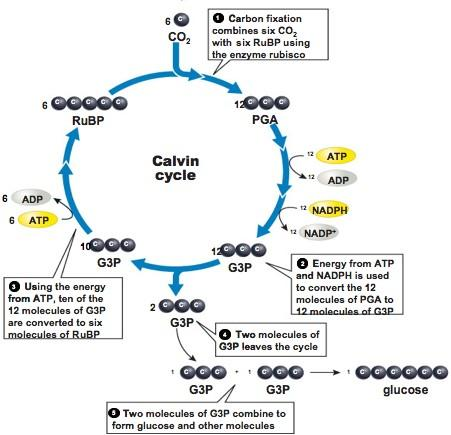 6 C
CO2
❶ Carbon fixation
combines six CO2
with six RuBP using
the enzyme rubisco
6 C C C C C
RuBP
12 C C C
PGA
Calvin
cycle
12 ATP
12 ADP
12 NADPH
12 NADP+
6 ADP
6 ATP
10 C C C
G3P
12 C C C
G3P
❷ Energy from ATP
and NADPH is used
to convert the 12
molecules of PGA to
12 molecules of G3P
❸ Using the energy
from ATP, ten of the
12 molecules of G3P
are converted to six
molecules of RuBP
2 C C C
G3P
❹ Two molecules of
G3P leaves the cycle
1 C C C + 1 C C C 1 C C C C C C
G3P G3P glucose
❺ Two molecules of G3P combine to
form glucose and other molecules